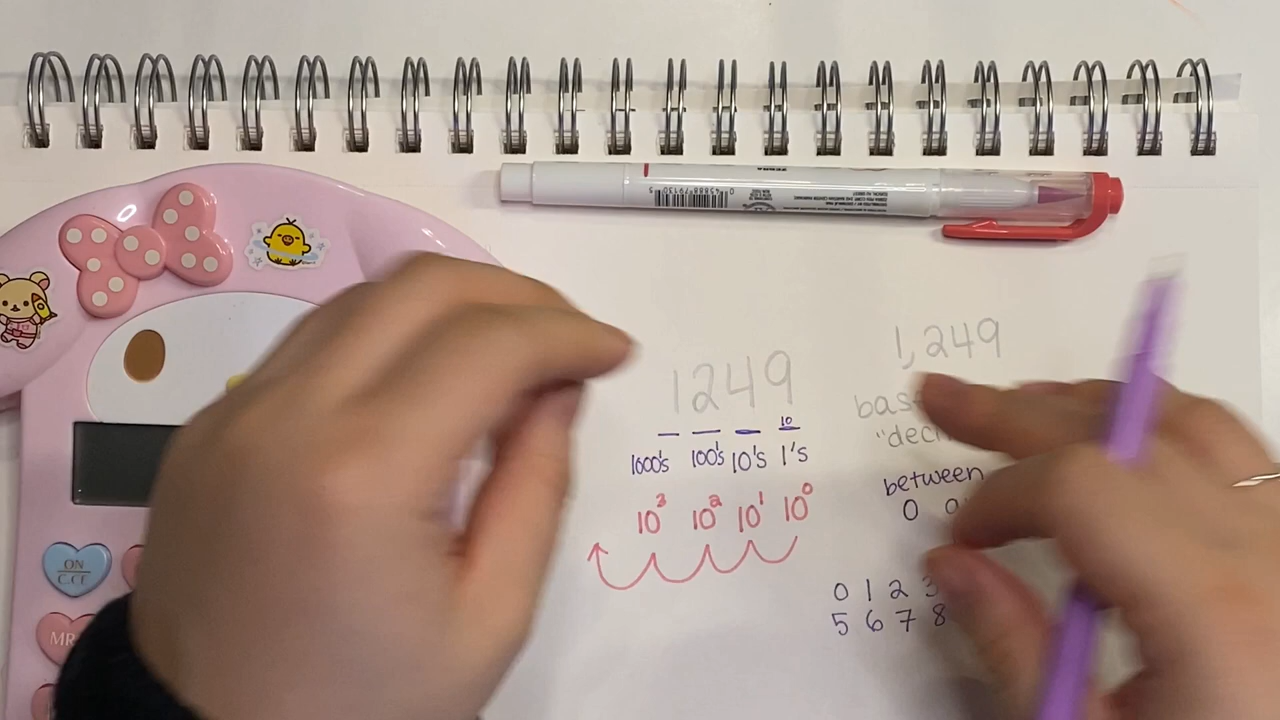 1,249
1249
10
1000's 100's 10's 1's
10³ 10² 10¹ 10⁰
between
0
0 1 2 3
5 6 7 8
ON
C.CE
MR